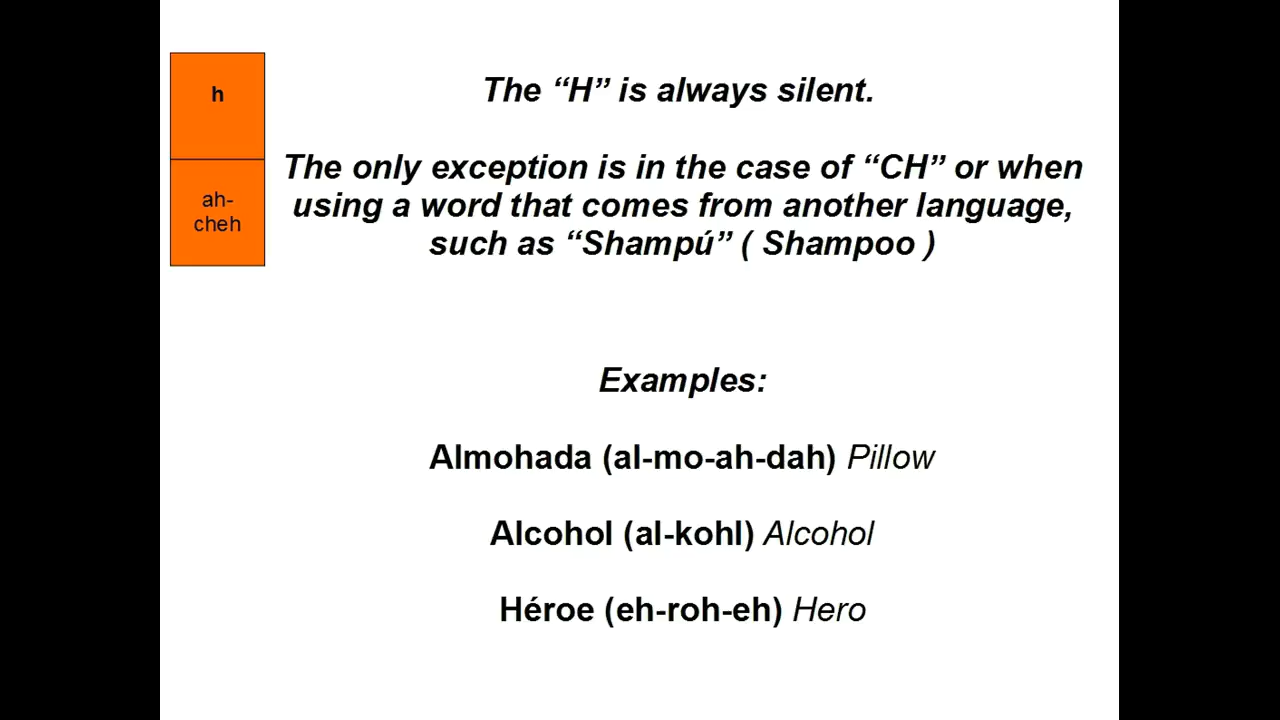 h
ah-
cheh
The “H” is always silent.
The only exception is in the case of “CH” or when
using a word that comes from another language,
such as “Shampú” ( Shampoo )
Examples:
Almohada (al-mo-ah-dah) Pillow
Alcohol (al-kohl) Alcohol
Héroe (eh-roh-eh) Hero